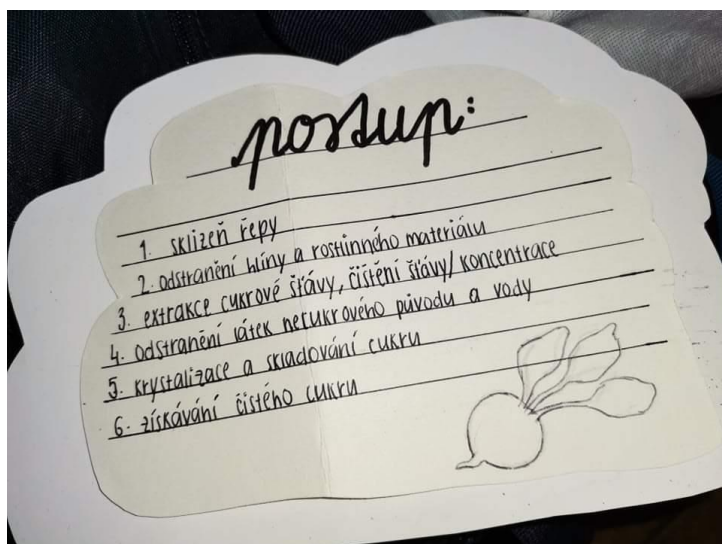 postup:
1. sklizeň řepy
2. odstranění hlíny a rostlinného materiálu
3. extrakce cukrové šťávy, čištění šťávy/koncentrace
4. odstranění látek necukrového původu a vody
5. krystalizace a skladování cukru
6. získávání čistého cukru